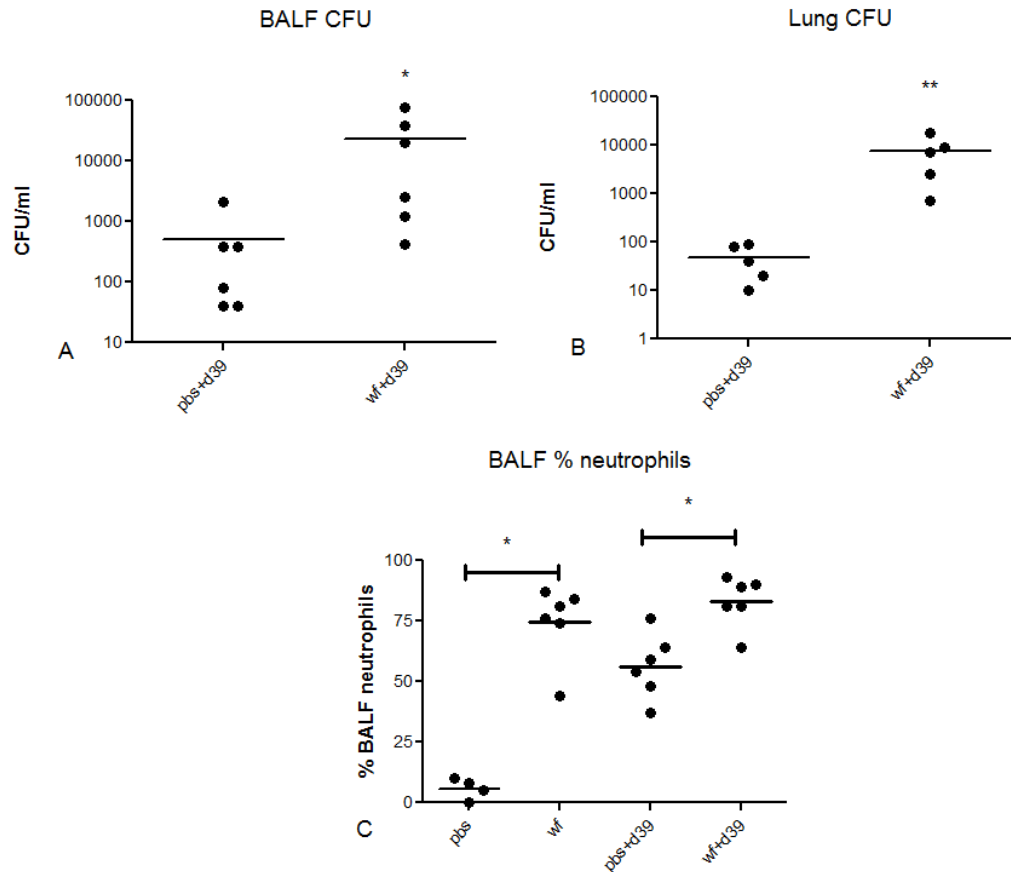 BALF CFU
*
100000
10000
1000
100
10
CFU/ml
A
pbs+d39
wf+d39
Lung CFU
**
100000
10000
1000
100
10
1
CFU/ml
B
pbs+d39
wf+d39
BALF % neutrophils
*
*
100
75
50
25
0
% BALF neutrophils
C
pbs
wf
pbs+d39
wf+d39